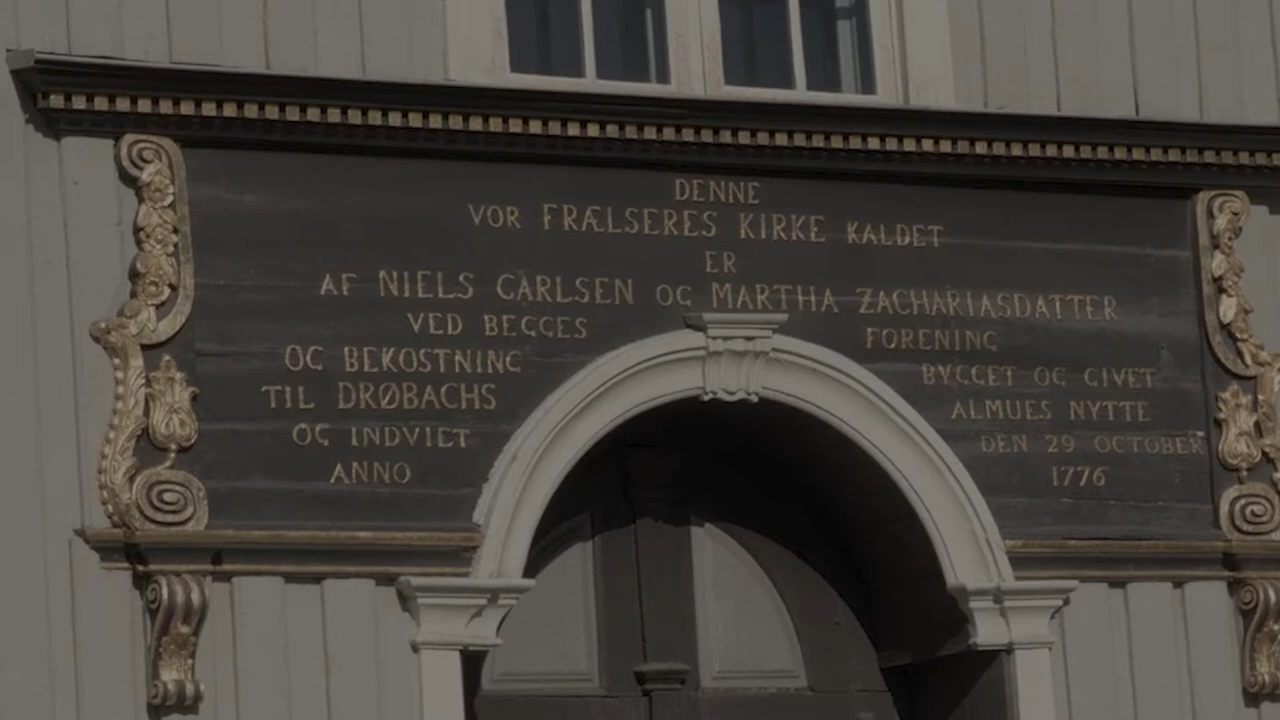 DENNE
VOR FRÆLSERES KIRKE KALDET
ER
AF NIELS CARLSEN OG MARTHA ZACHARIASDATTER
VED BEGGES FORENING
OG BEKOSTNING BYGGET OG GIVET
TIL DRØBACHS ALMUES NYTTE
OG INDVIET DEN 29 OCTOBER
ANNO 1776